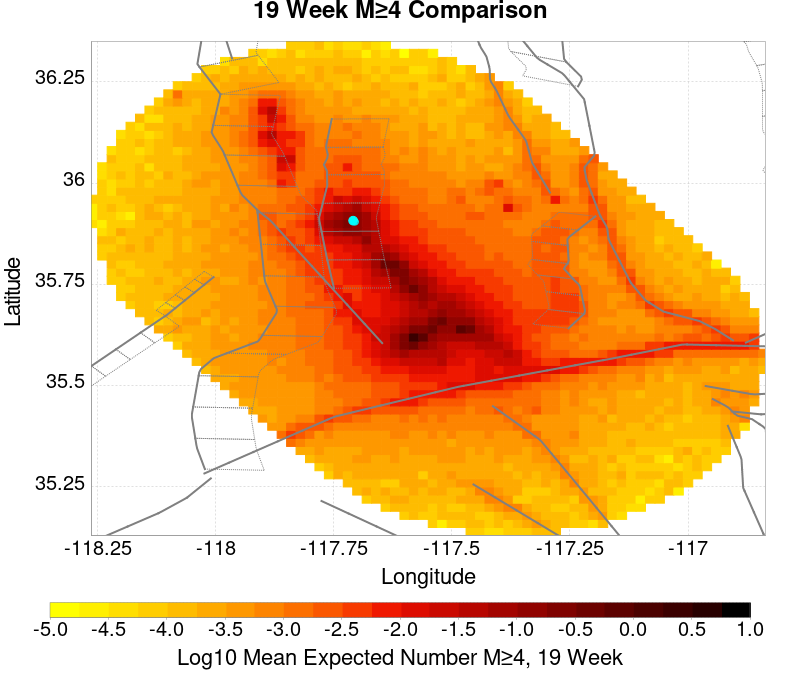 19 Week M≥4 Comparison
36.25
36
35.75
35.5
35.25
Latitude
-118.25 -118 -117.75 -117.5 -117.25 -117
Longitude
-5.0 -4.5 -4.0 -3.5 -3.0 -2.5 -2.0 -1.5 -1.0 -0.5 0.0 0.5 1.0
Log10 Mean Expected Number M≥4, 19 Week